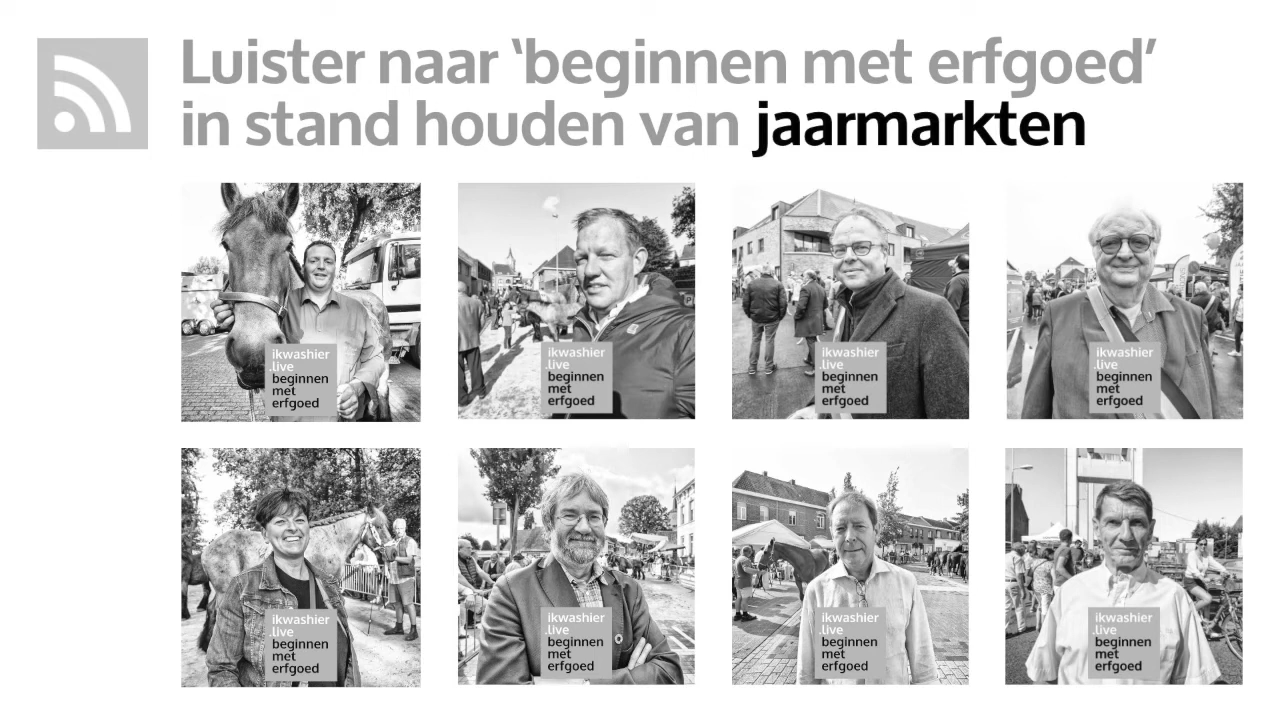 Luister naar ‘beginnen met erfgoed’
in stand houden van jaarmarkten
ikwashier
.live
beginnen
met
erfgoed
ikwashier
.live
beginnen
met
erfgoed
ikwashier
.live
beginnen
met
erfgoed
ikwashier
.live
beginnen
met
erfgoed
ikwashier
.live
beginnen
met
erfgoed
ikwashier
.live
beginnen
met
erfgoed
ikwashier
.live
beginnen
met
erfgoed
ikwashier
.live
beginnen
met
erfgoed